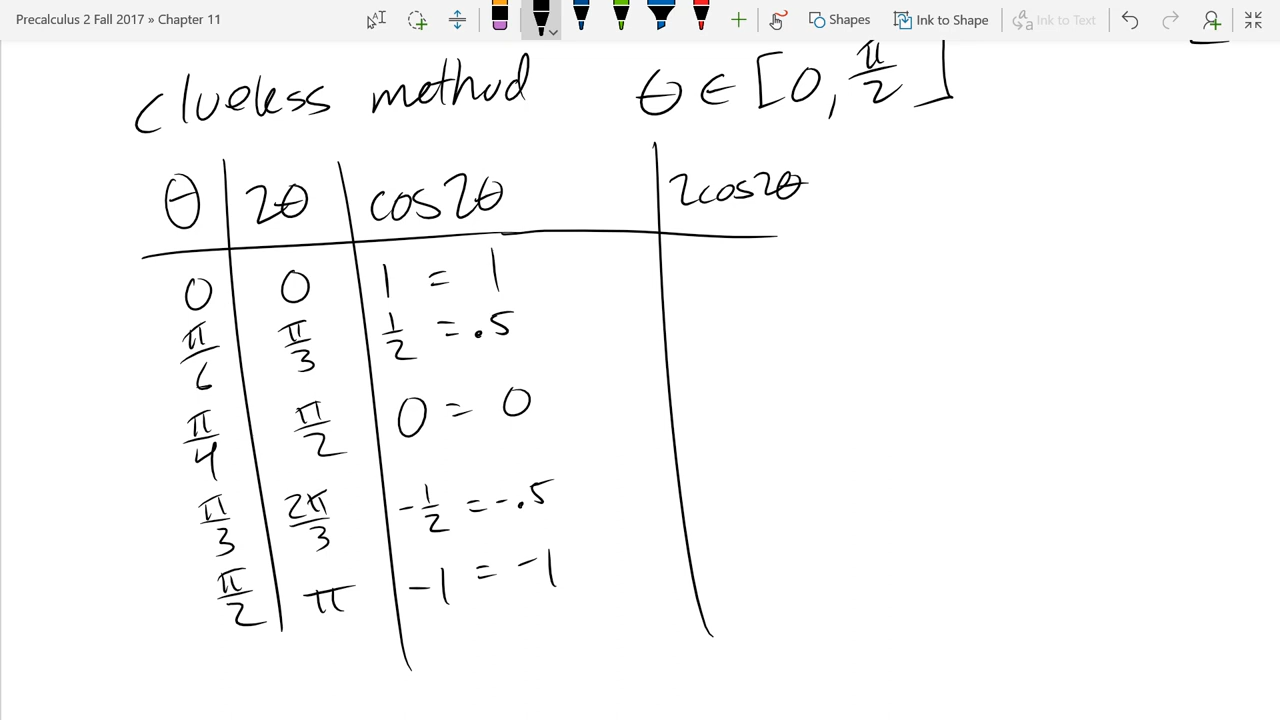 Precalculus 2 Fall 2017 » Chapter 11
Shapes
Ink to Shape
Ink to Text
clueless method θ ∈ [0, π/2]
θ 2θ cos2θ 2cos2θ
0 0 1 = 1
π/6 π/3 1/2 = .5
π/4 π/2 0 = 0
π/3 2π/3 -1/2 = -.5
π/2 π -1 = -1